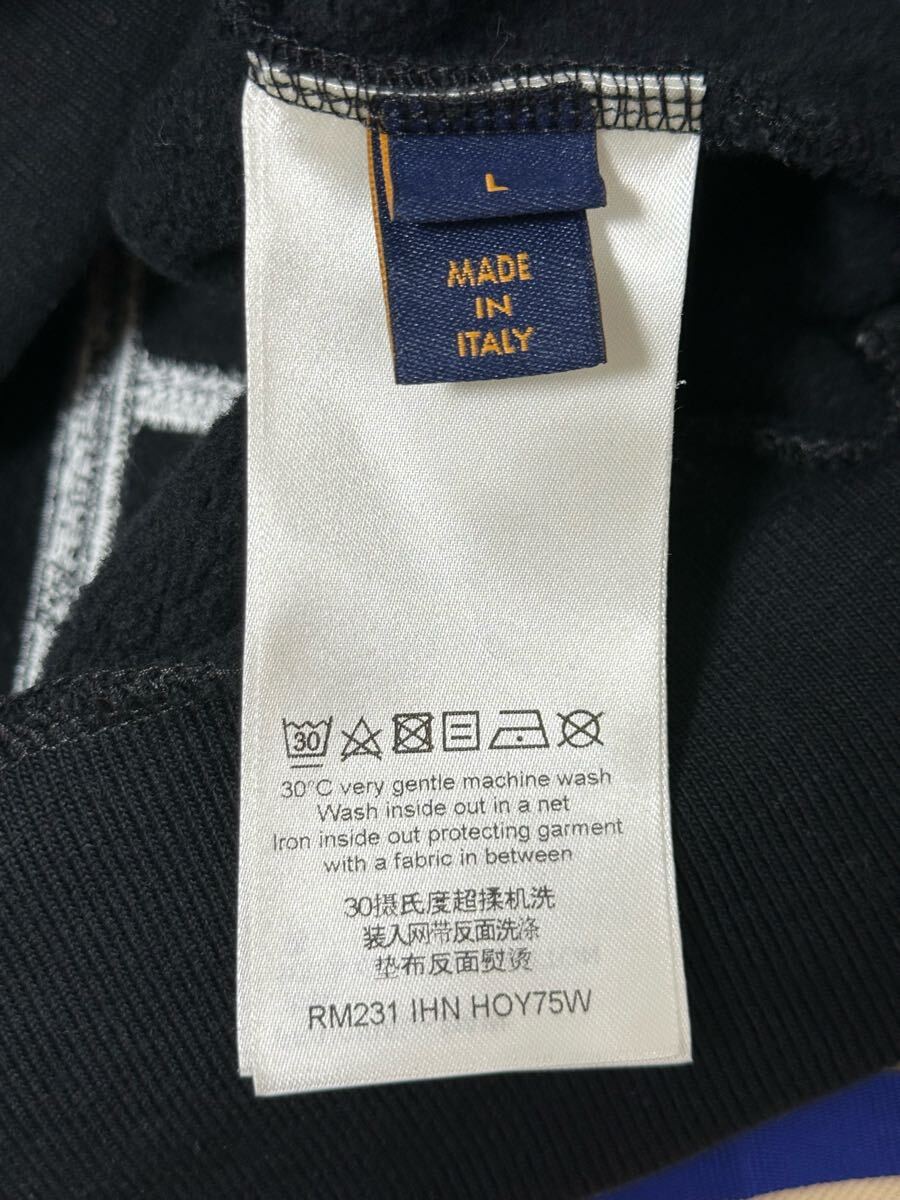 L
MADE
IN
ITALY
30
30°C very gentle machine wash
Wash inside out in a net
Iron inside out protecting garment
with a fabric in between
30摄氏度超揉机洗
装入网带反面洗涤
垫布反面熨烫
RM231 IHN HOY75W